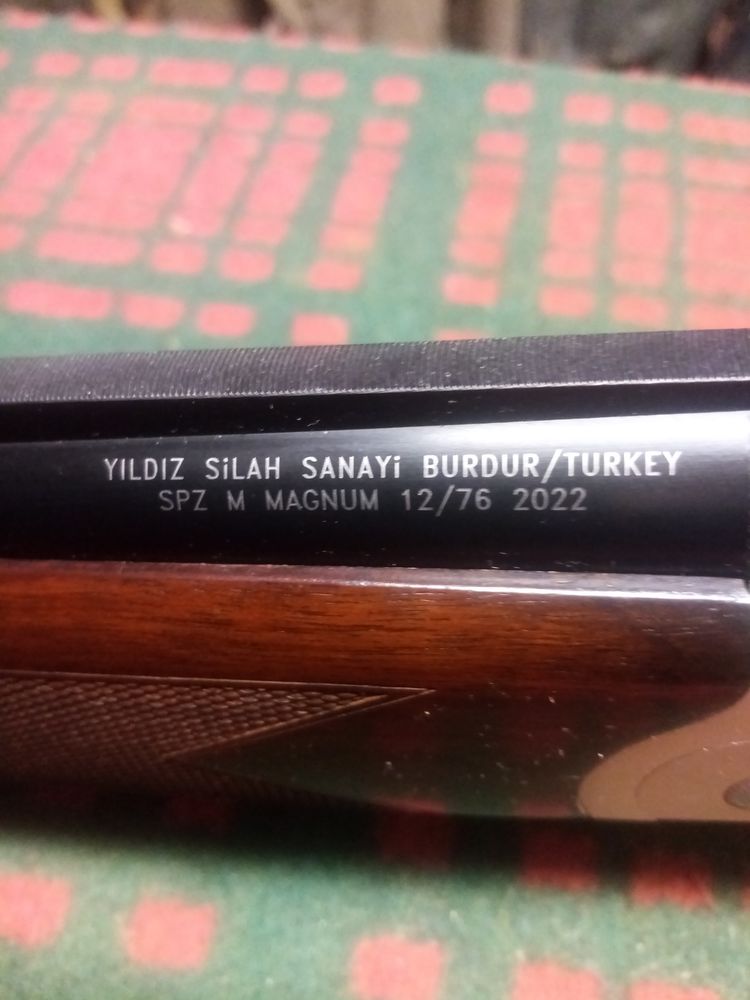 YILDIZ SiLAH SANAYi BURDUR/TURKEY
SPZ M MAGNUM 12/76 2022